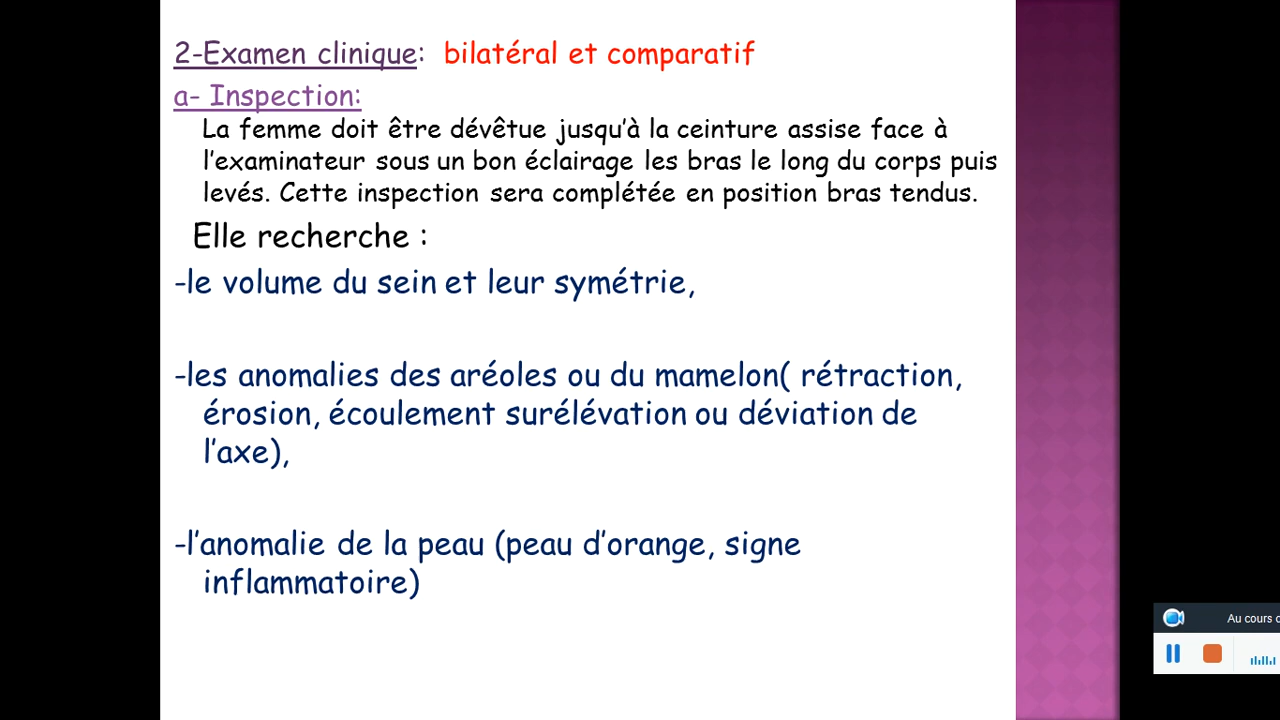 2-Examen clinique: bilatéral et comparatif
a- Inspection:
La femme doit être dévêtue jusqu'à la ceinture assise face à
l'examinateur sous un bon éclairage les bras le long du corps puis
levés. Cette inspection sera complétée en position bras tendus.
Elle recherche :
-le volume du sein et leur symétrie,
-les anomalies des aréoles ou du mamelon( rétraction,
érosion, écoulement surélévation ou déviation de
l'axe),
-l'anomalie de la peau (peau d'orange, signe
inflammatoire)
Au cours